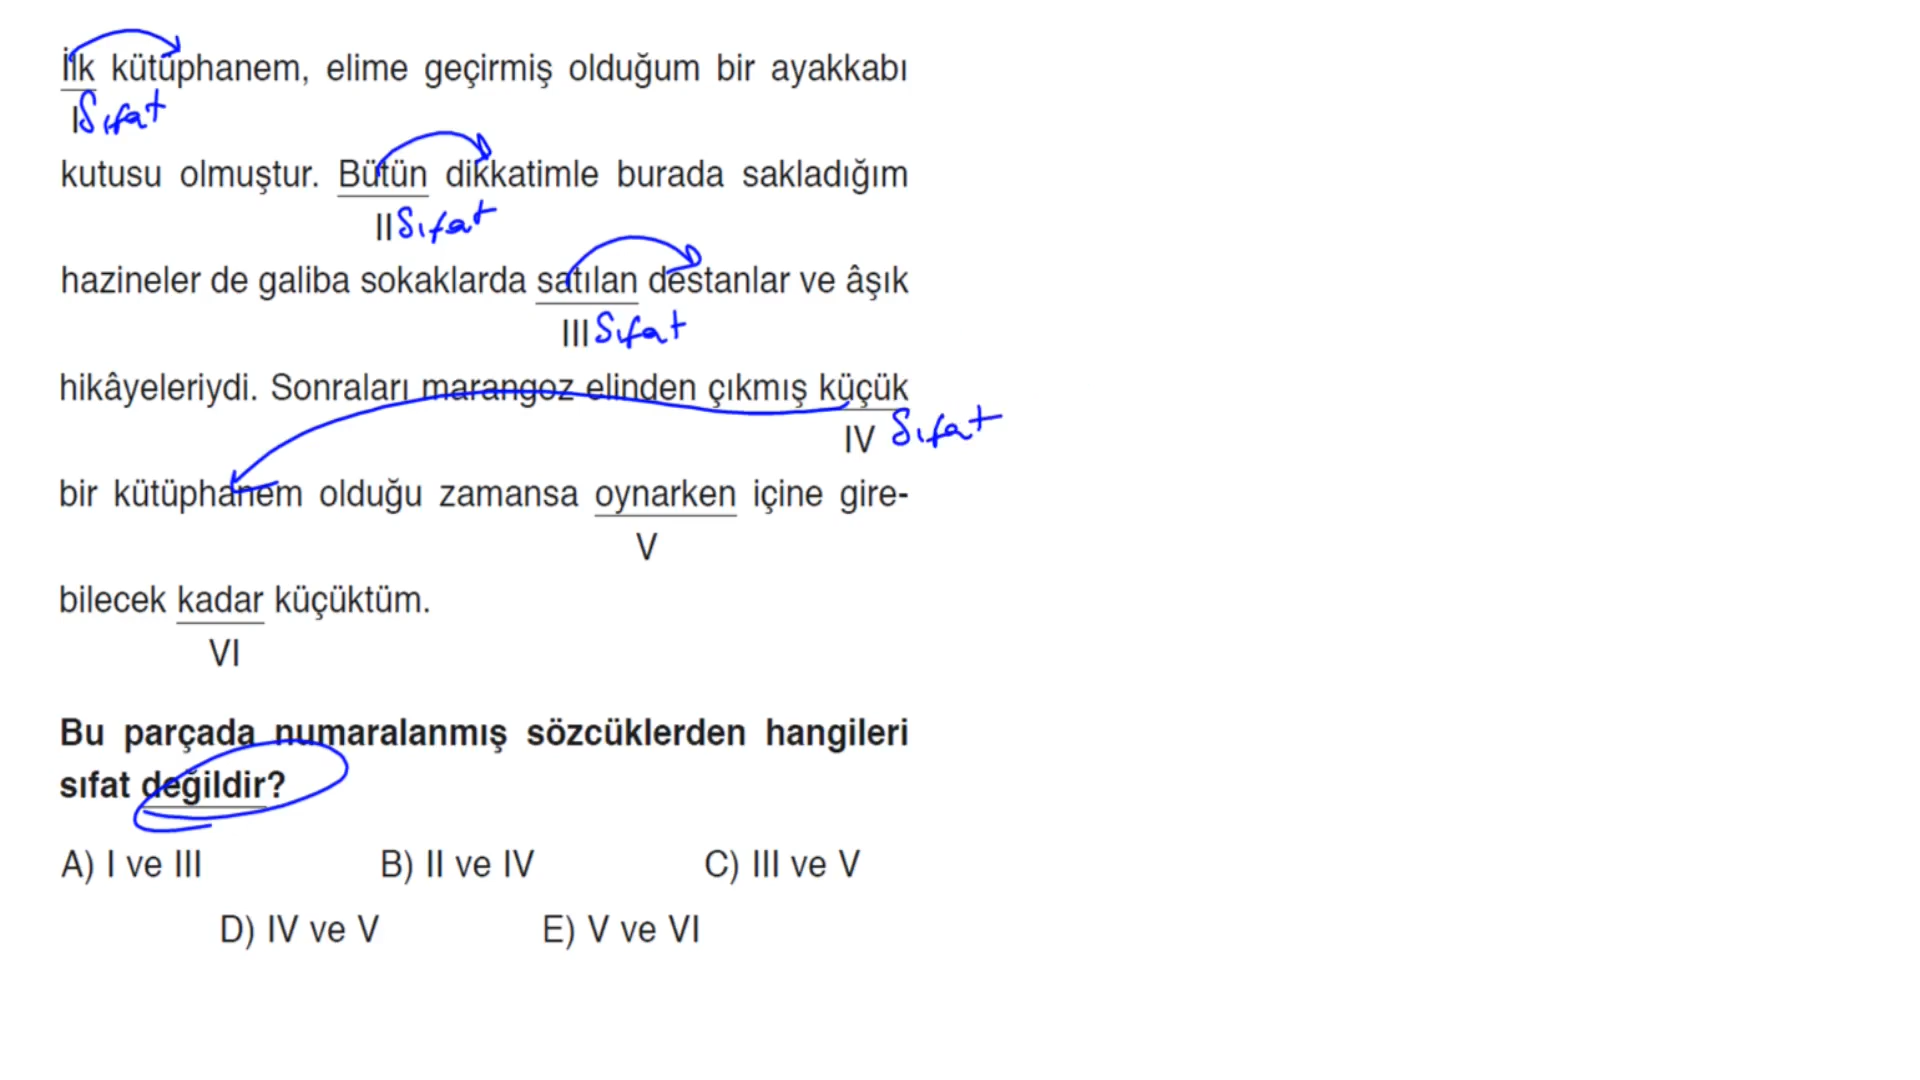 İlk kütüphanem, elime geçirmiş olduğum bir ayakkabı
I Sıfat
kutusu olmuştur. Bütün dikkatimle burada sakladığım
II Sıfat
hazineler de galiba sokaklarda satılan destanlar ve âşık
III Sıfat
hikâyeleriydi. Sonraları marangoz elinden çıkmış küçük
IV Sıfat
bir kütüphanem olduğu zamansa oynarken içine gire-
V
bilecek kadar küçüktüm.
VI
Bu parçada numaralanmış sözcüklerden hangileri
sıfat değildir?
A) I ve III B) II ve IV C) III ve V
D) IV ve V E) V ve VI